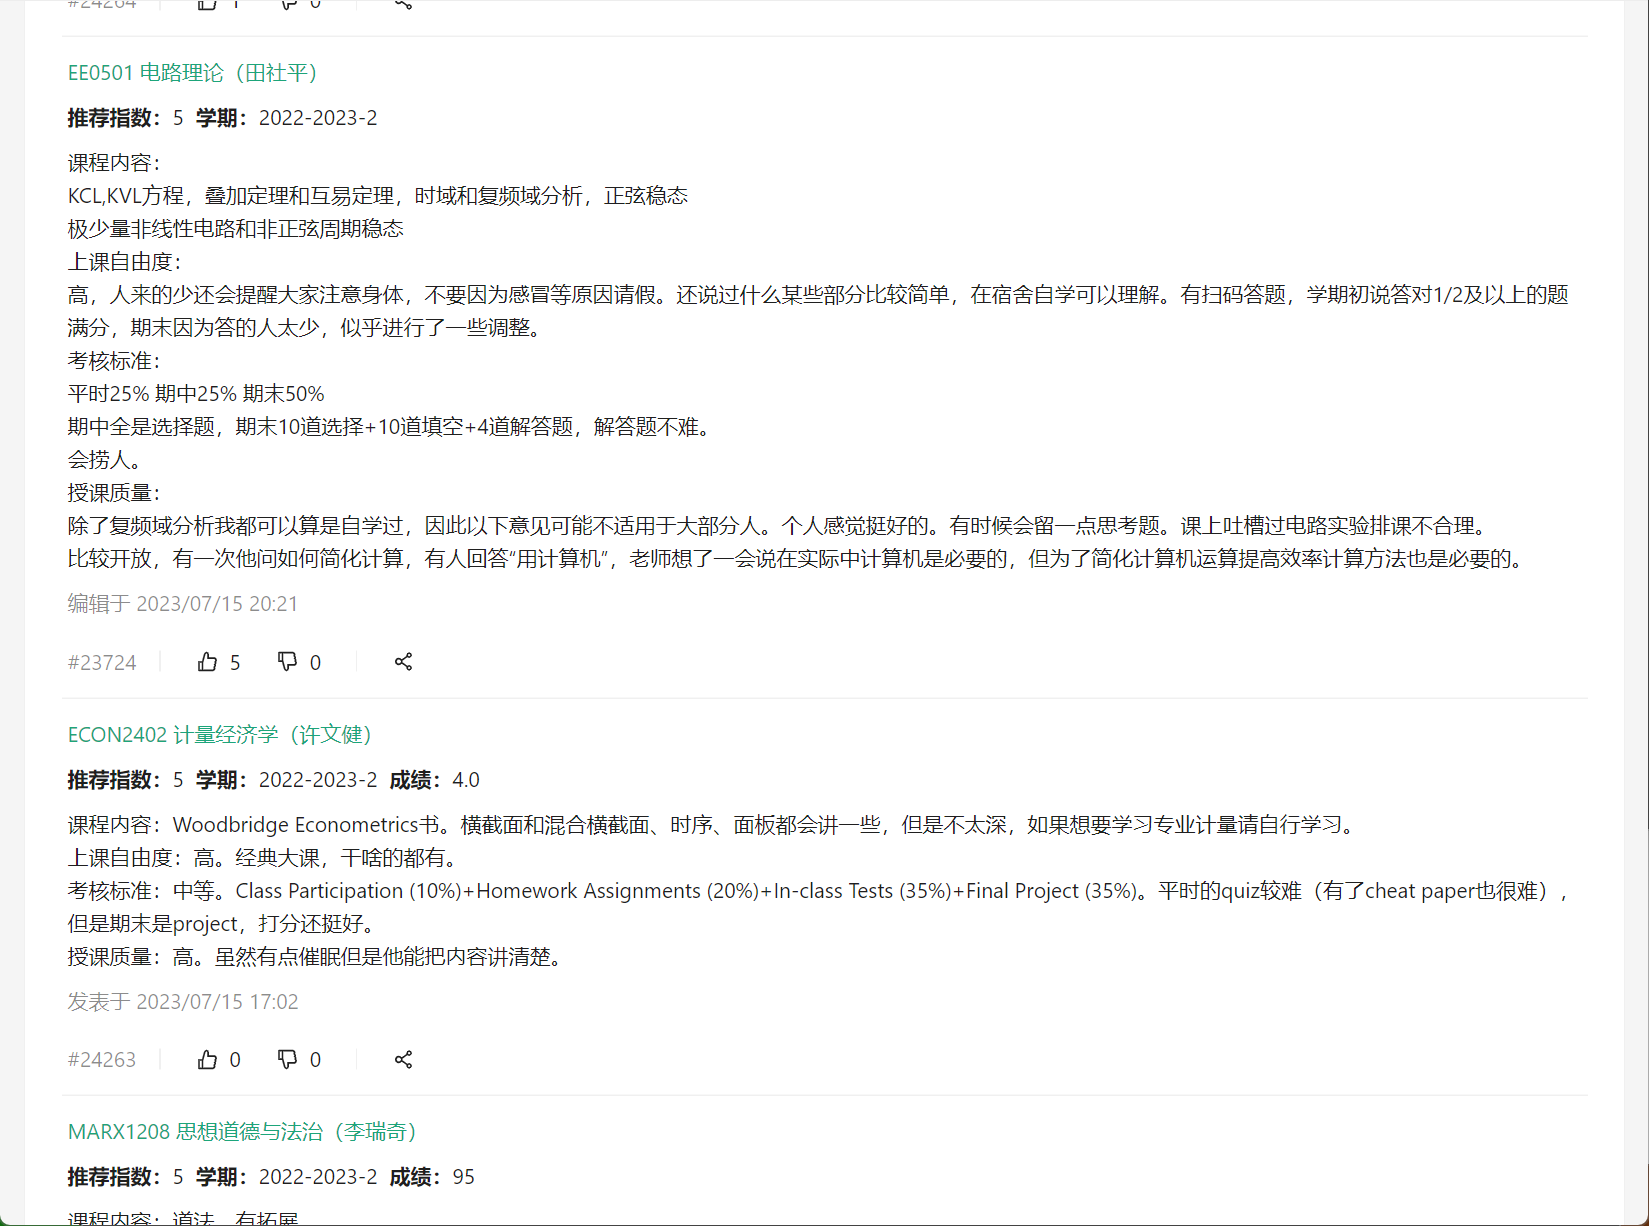 #24264 1 0
EE0501 电路理论（田社平）
推荐指数：5 学期：2022-2023-2
课程内容：
KCL,KVL方程，叠加定理和互易定理，时域和复频域分析，正弦稳态
极少量非线性电路和非正弦周期稳态
上课自由度：
高，人来的少还会提醒大家注意身体，不要因为感冒等原因请假。还说过什么某些部分比较简单，在宿舍自学可以理解。有扫码答题，学期初说答对1/2及以上的题
满分，期末因为答的人太少，似乎进行了一些调整。
考核标准：
平时25% 期中25% 期末50%
期中全是选择题，期末10道选择+10道填空+4道解答题，解答题不难。
会捞人。
授课质量：
除了复频域分析我都可以算是自学过，因此以下意见可能不适用于大部分人。个人感觉挺好的。有时候会留一点思考题。课上吐槽过电路实验排课不合理。
比较开放，有一次他问如何简化计算，有人回答“用计算机”，老师想了一会说在实际中计算机是必要的，但为了简化计算机运算提高效率计算方法也是必要的。
编辑于 2023/07/15 20:21
#23724 5 0
ECON2402 计量经济学（许文健）
推荐指数：5 学期：2022-2023-2 成绩：4.0
课程内容：Woodbridge Econometrics书。横截面和混合横截面、时序、面板都会讲一些，但是不太深，如果想要学习专业计量请自行学习。
上课自由度：高。经典大课，干啥的都有。
考核标准：中等。Class Participation (10%)+Homework Assignments (20%)+In-class Tests (35%)+Final Project (35%)。平时的quiz较难（有了cheat paper也很难），
但是期末是project，打分还挺好。
授课质量：高。虽然有点催眠但是他能把内容讲清楚。
发表于 2023/07/15 17:02
#24263 0 0
MARX1208 思想道德与法治（李瑞奇）
推荐指数：5 学期：2022-2023-2 成绩：95
课程内容：道法，有拓展